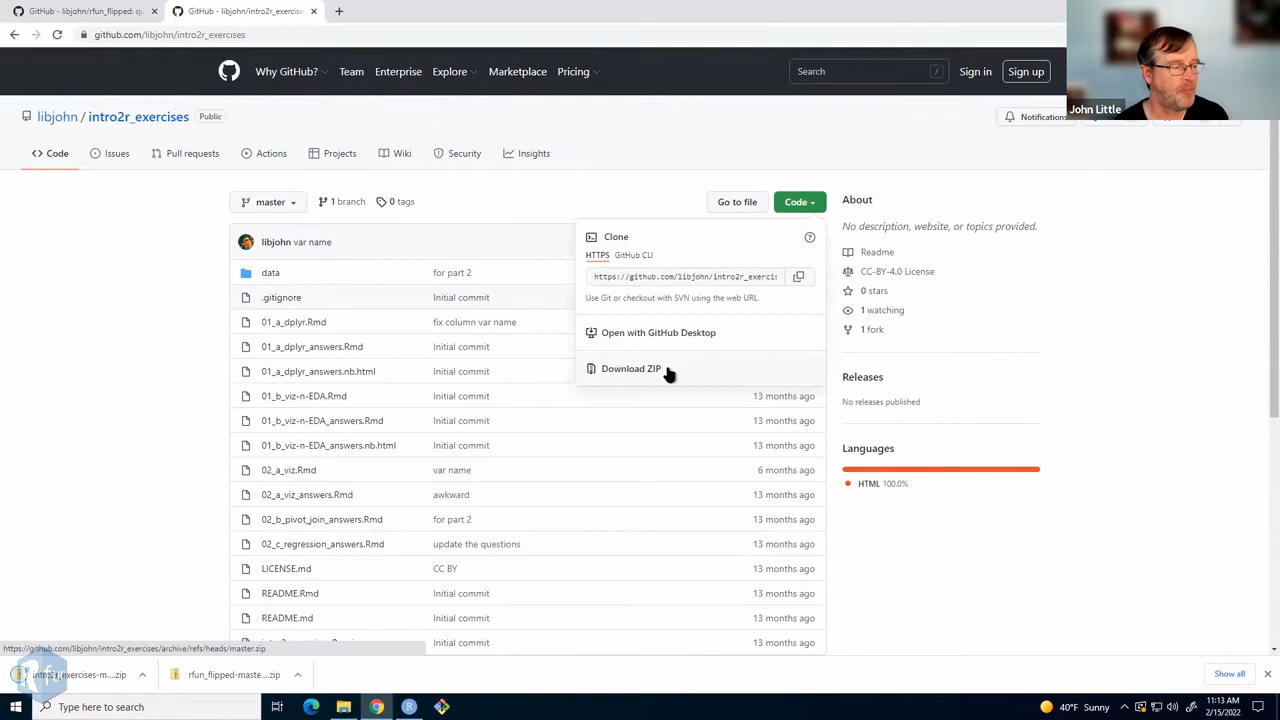 GitHub - libjohn/rfun_flipped: qu
GitHub - libjohn/intro2r_exercise
github.com/libjohn/intro2r_exercises
Why GitHub?
Team
Enterprise
Explore
Marketplace
Pricing
Search
/
Sign in
Sign up
John Little
libjohn / intro2r_exercises
Public
Notifications
Code
Issues
Pull requests
Actions
Projects
Wiki
Security
Insights
master
1 branch
0 tags
Go to file
Code
About
No description, website, or topics provided.
Readme
CC-BY-4.0 License
0 stars
1 watching
1 fork
Releases
No releases published
Languages
HTML 100.0%
Clone
?
HTTPS
GitHub CLI
https://github.com/libjohn/intro2r_exercis
Use Git or checkout with SVN using the web URL.
Open with GitHub Desktop
Download ZIP
libjohn var name
data for part 2
.gitignore Initial commit
01_a_dplyr.Rmd fix column var name
01_a_dplyr_answers.Rmd Initial commit
01_a_dplyr_answers.nb.html Initial commit
01_b_viz-n-EDA.Rmd Initial commit 13 months ago
01_b_viz-n-EDA_answers.Rmd Initial commit 13 months ago
01_b_viz-n-EDA_answers.nb.html Initial commit 13 months ago
02_a_viz.Rmd var name 6 months ago
02_a_viz_answers.Rmd awkward 13 months ago
02_b_pivot_join_answers.Rmd for part 2 13 months ago
02_c_regression_answers.Rmd update the questions 13 months ago
LICENSE.md CC BY 13 months ago
README.Rmd Initial commit 13 months ago
README.md Initial commit 13 months ago
Initial commit 13 months ago
https://github.com/libjohn/intro2r_exercises/archive/refs/heads/master.zip
Rfun
intro2r_exercises-m....zip
rfun_flipped-maste....zip
Show all
Type here to search
40°F Sunny
11:13 AM
2/15/2022